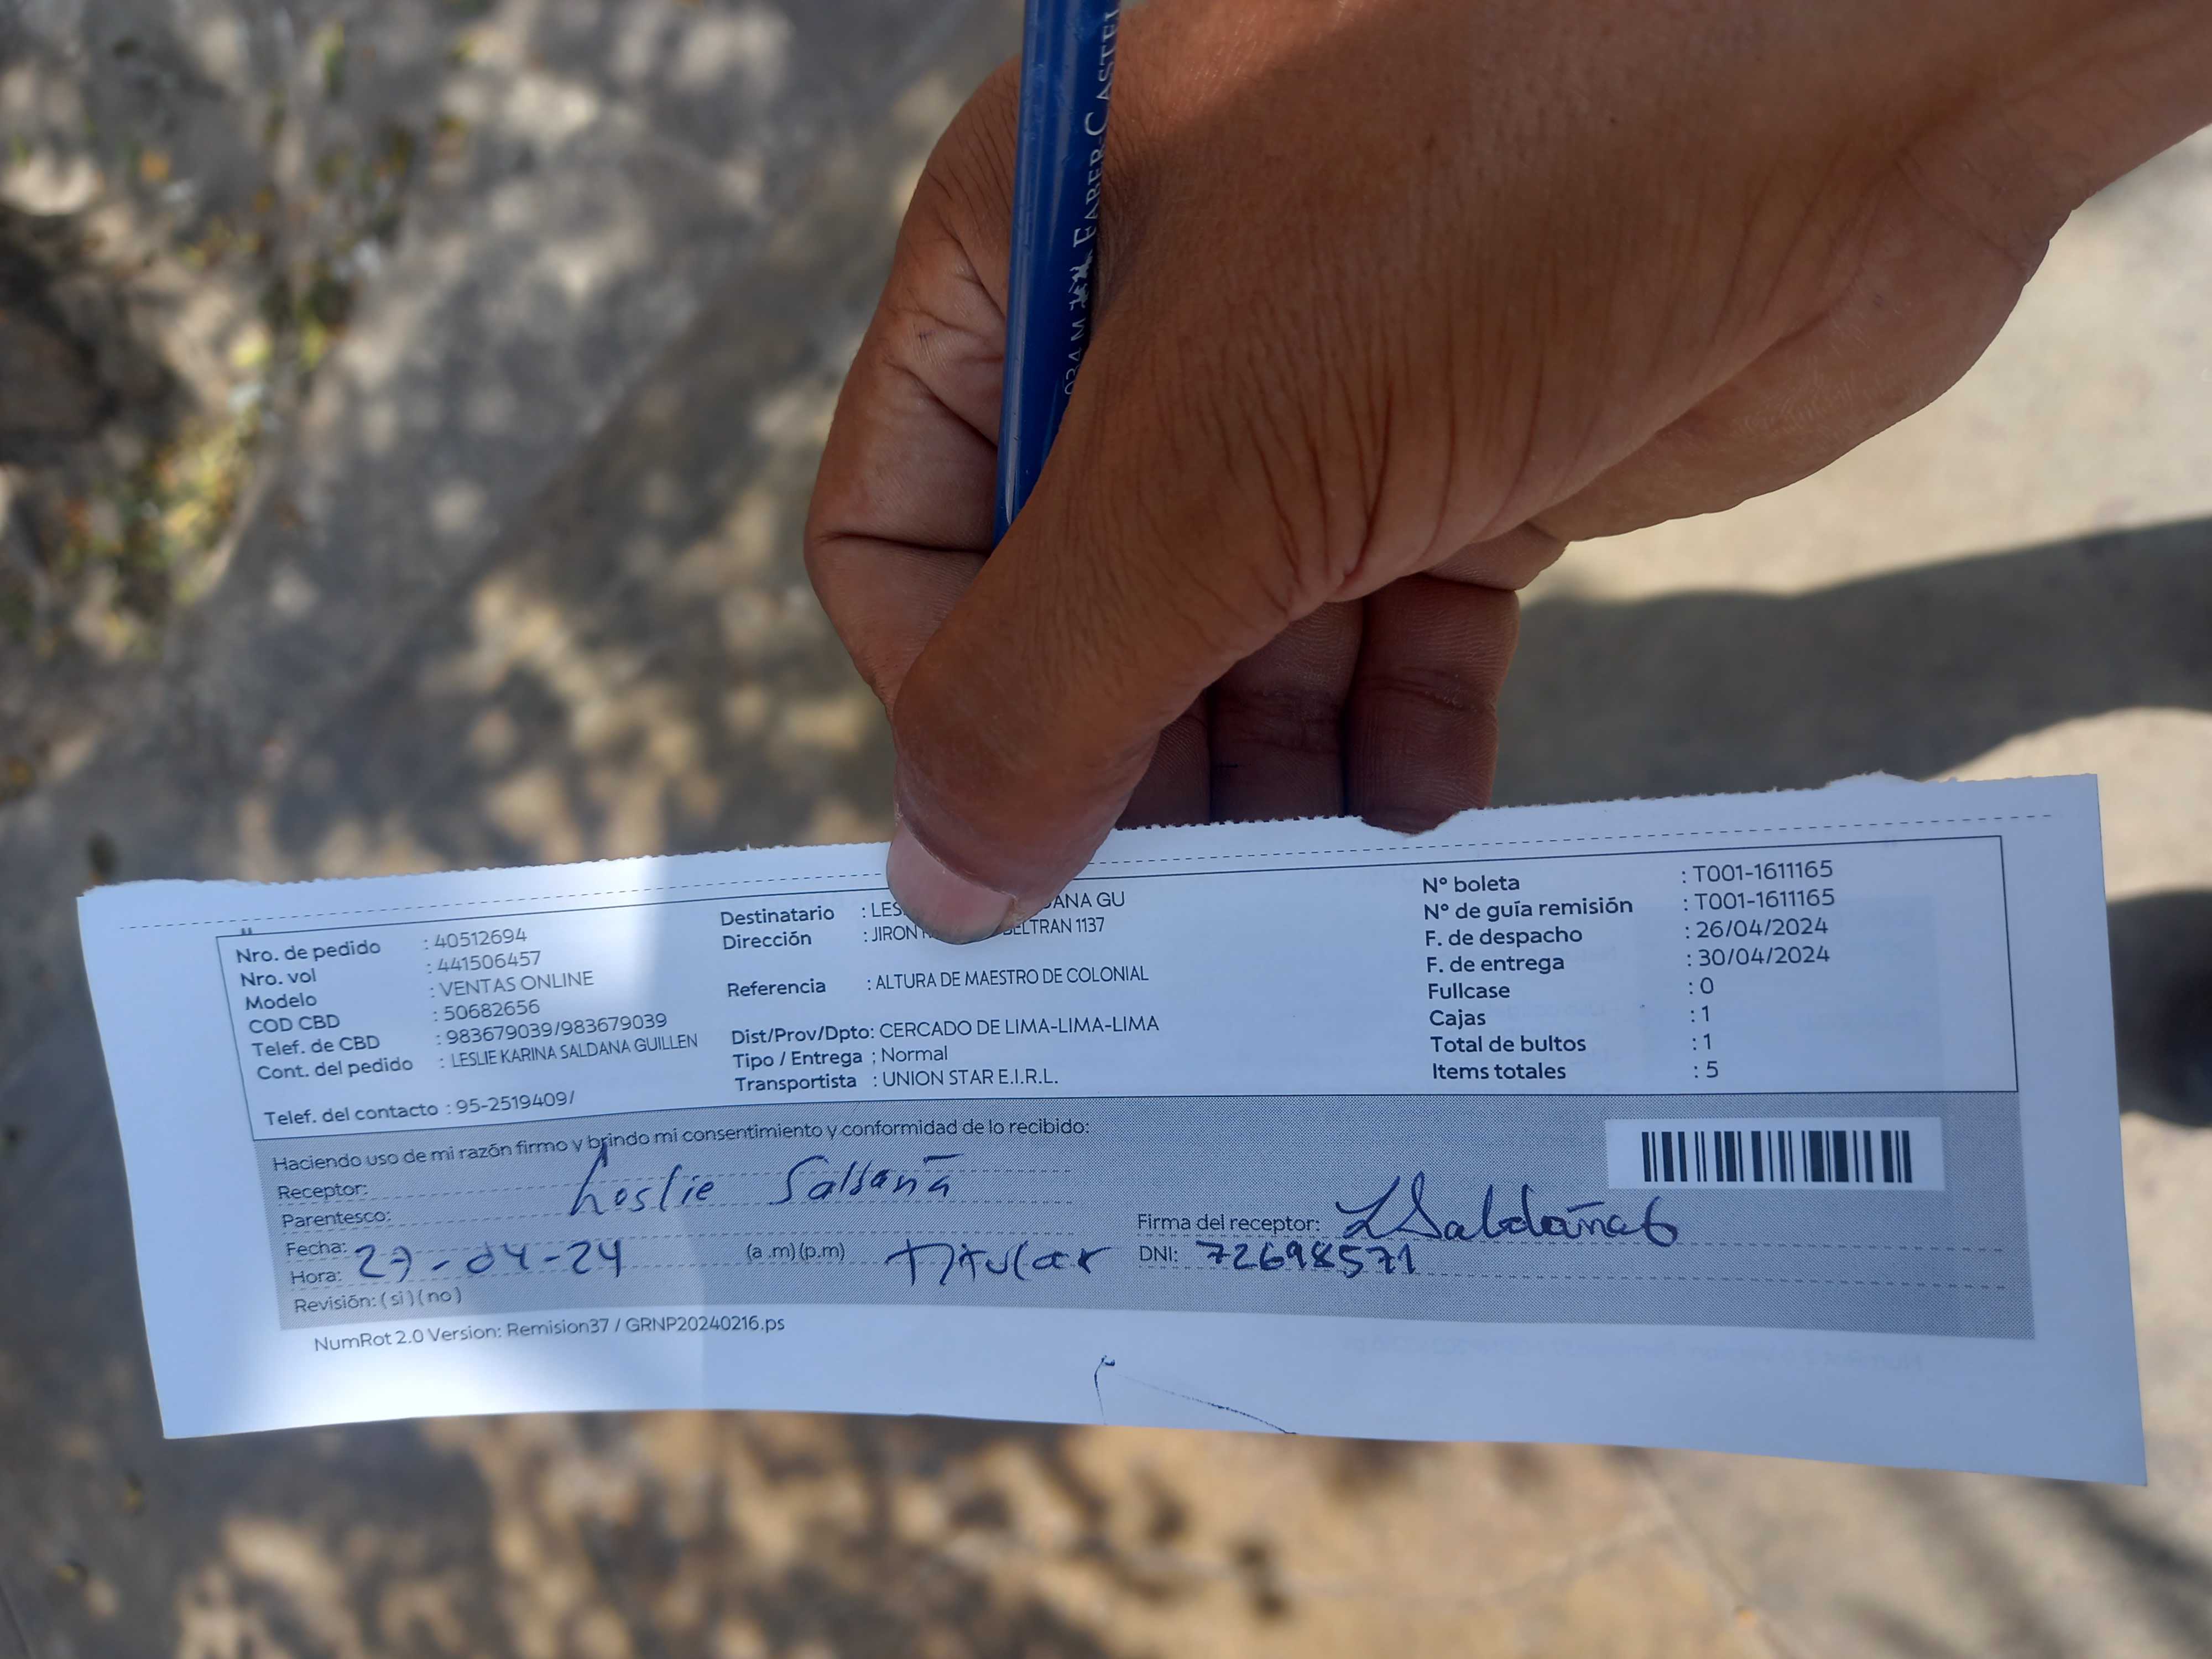 FABER-CASTEL
Nro. de pedido : 40512694
Nro. vol : 441506457
Modelo : VENTAS ONLINE
COD CBD : 50682656
Telef. de CBD : 983679039/983679039
Cont. del pedido : LESLIE KARINA SALDANA GUILLEN
Telef. del contacto : 95-2519409/
Destinatario : LES DANA GU
Dirección : JIRON BELTRAN 1137
Referencia : ALTURA DE MAESTRO DE COLONIAL
Dist/Prov/Dpto: CERCADO DE LIMA-LIMA-LIMA
Tipo / Entrega : Normal
Transportista : UNION STAR E.I.R.L.
N° boleta : T001-1611165
N° de guía remisión : T001-1611165
F. de despacho : 26/04/2024
F. de entrega : 30/04/2024
Fullcase : 0
Cajas : 1
Total de bultos : 1
Items totales : 5
Haciendo uso de mi razón firmo y brindo mi consentimiento y conformidad de lo recibido:
Receptor: Leslie Saldaña
Parentesco:
Fecha: 27-04-24
Hora: (a.m) (p.m) titular
Revisión: (si) (no)
Firma del receptor: LSaldañaG
DNI: 72698571
NumRot 2.0 Version: Remision37 / GRNP20240216.ps